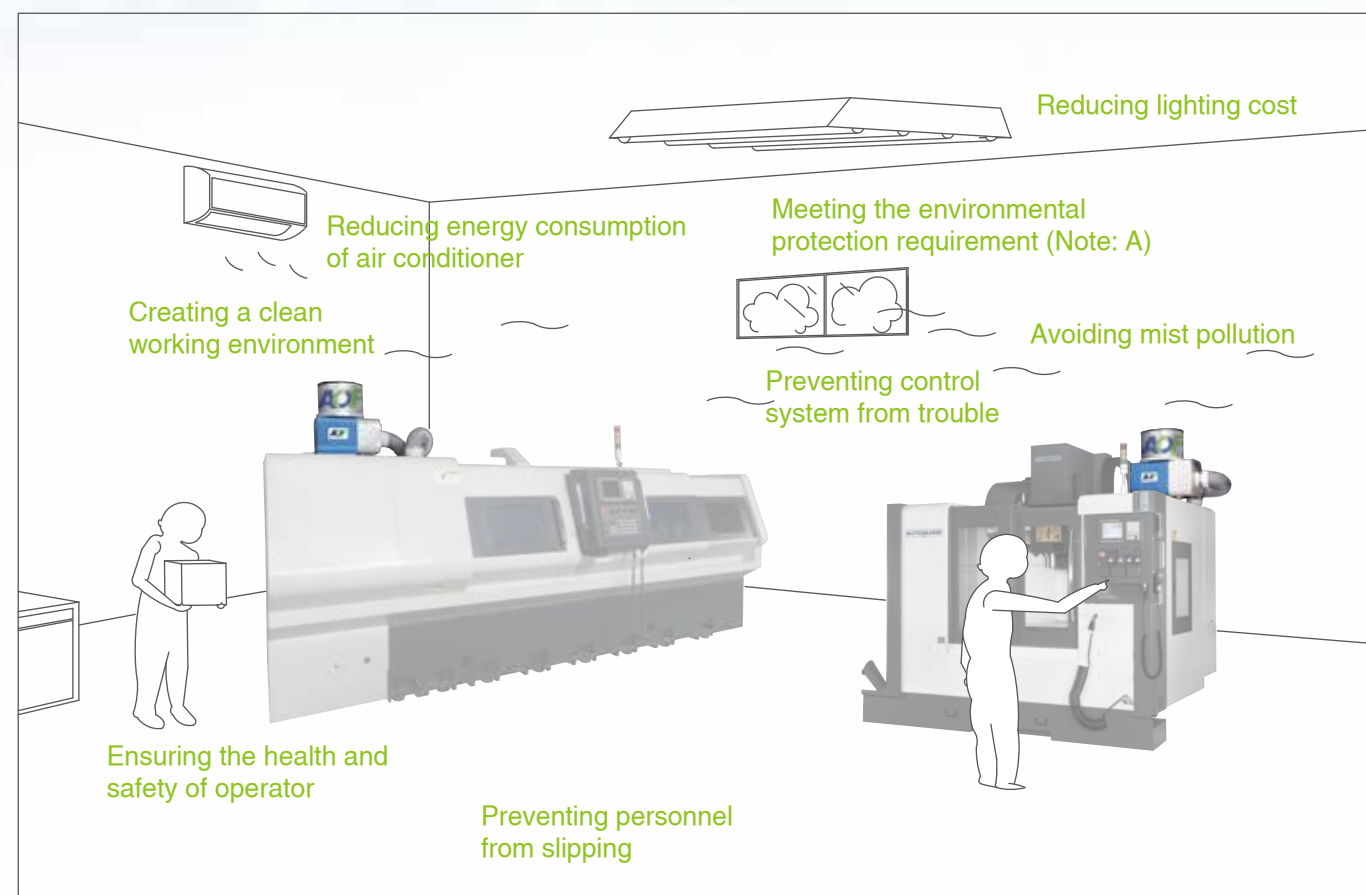 Reducing lighting cost
Meeting the environmental
protection requirement (Note: A)
Reducing energy consumption
of air conditioner
Creating a clean
working environment
Avoiding mist pollution
Preventing control
system from trouble
Ensuring the health and
safety of operator
Preventing personnel
from slipping